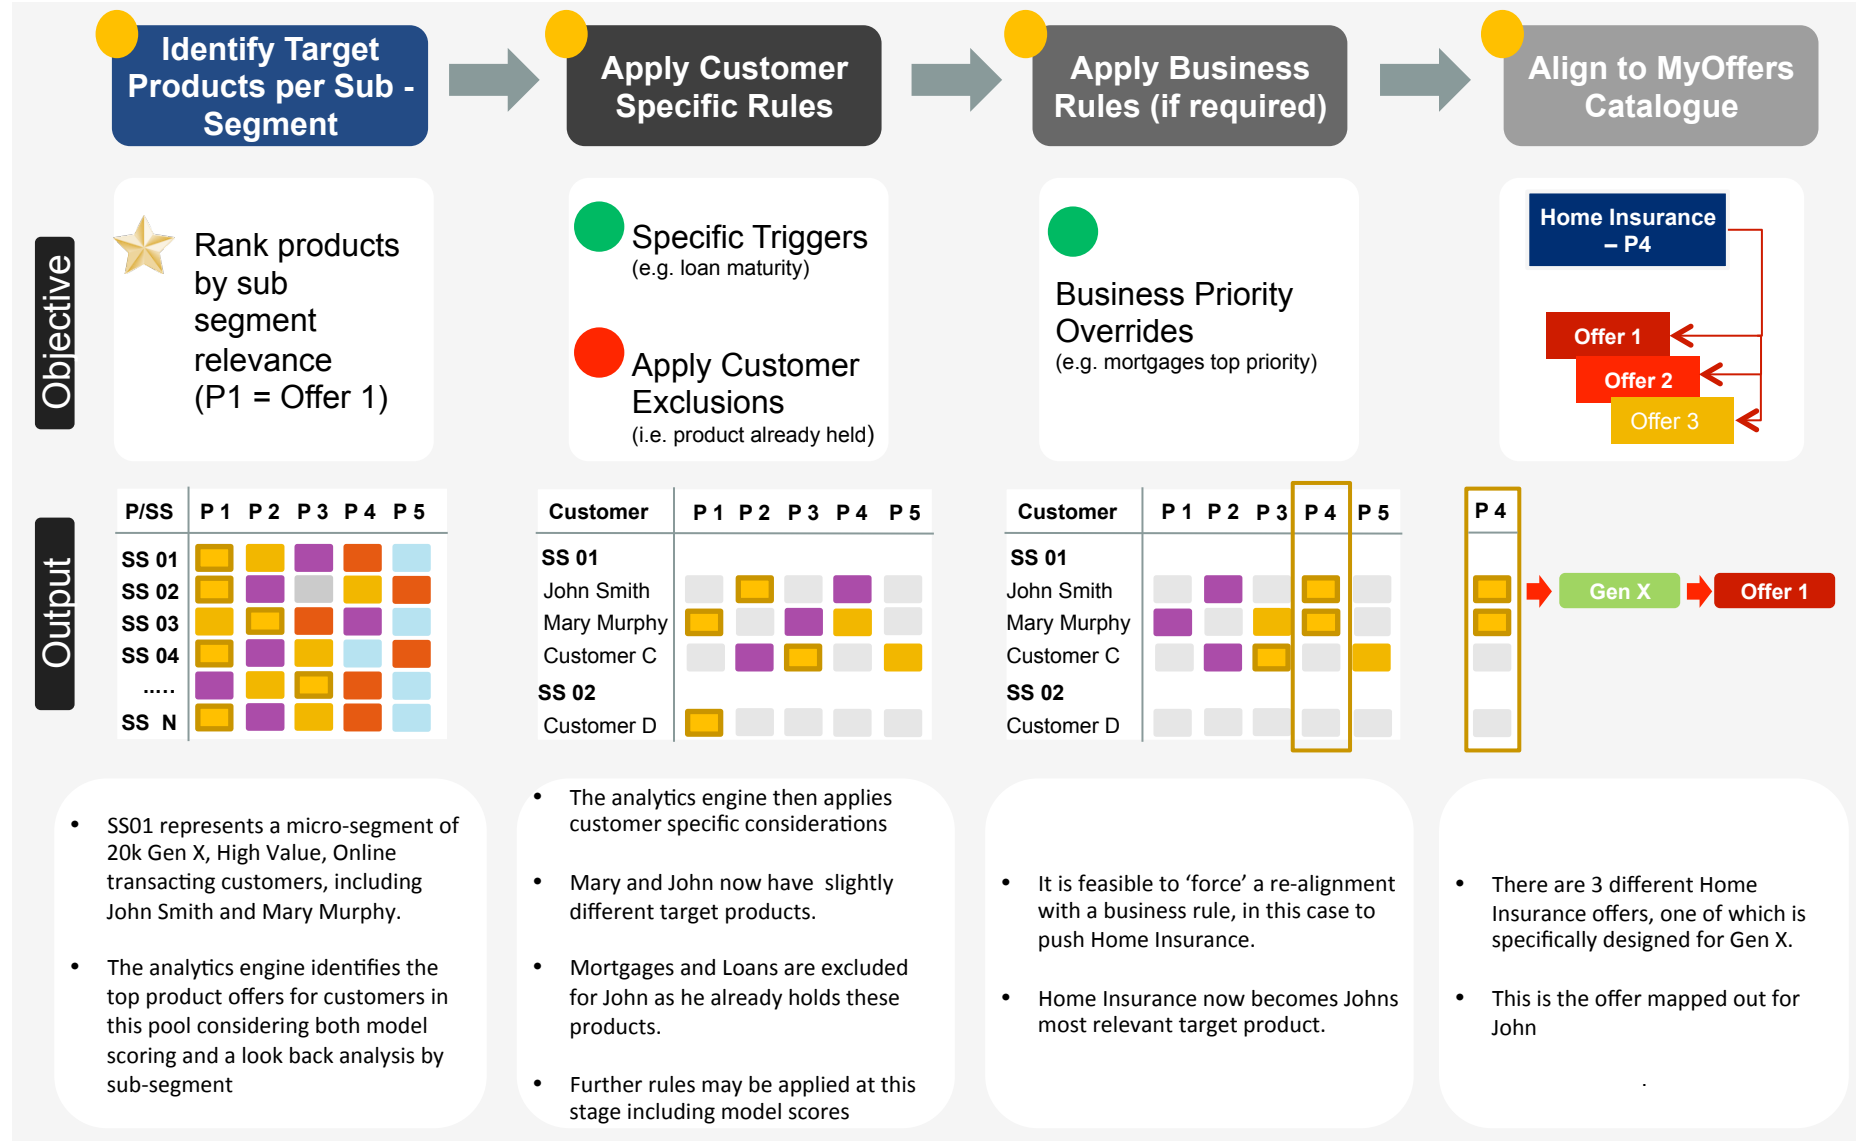 Identify Target
Products per Sub -
Segment
Apply Customer
Specific Rules
Apply Business
Rules (if required)
Align to MyOffers
Catalogue
Objective
Rank products
by sub
segment
relevance
(P1 = Offer 1)
Specific Triggers
(e.g. loan maturity)
Apply Customer
Exclusions
(i.e. product already held)
Business Priority
Overrides
(e.g. mortgages top priority)
Home Insurance
– P4
Offer 1
Offer 2
Offer 3
Output
P/SS P 1 P 2 P 3 P 4 P 5
SS 01
SS 02
SS 03
SS 04
.....
SS N
Customer P 1 P 2 P 3 P 4 P 5
SS 01
John Smith
Mary Murphy
Customer C
SS 02
Customer D
Customer P 1 P 2 P 3 P 4 P 5
SS 01
John Smith
Mary Murphy
Customer C
SS 02
Customer D
P 4
Gen X
Offer 1
• SS01 represents a micro-segment of
20k Gen X, High Value, Online
transacting customers, including
John Smith and Mary Murphy.
• The analytics engine identifies the
top product offers for customers in
this pool considering both model
scoring and a look back analysis by
sub-segment
• The analytics engine then applies
customer specific considerations
• Mary and John now have slightly
different target products.
• Mortgages and Loans are excluded
for John as he already holds these
products.
• Further rules may be applied at this
stage including model scores
• It is feasible to ‘force’ a re-alignment
with a business rule, in this case to
push Home Insurance.
• Home Insurance now becomes Johns
most relevant target product.
• There are 3 different Home
Insurance offers, one of which is
specifically designed for Gen X.
• This is the offer mapped out for
John
.